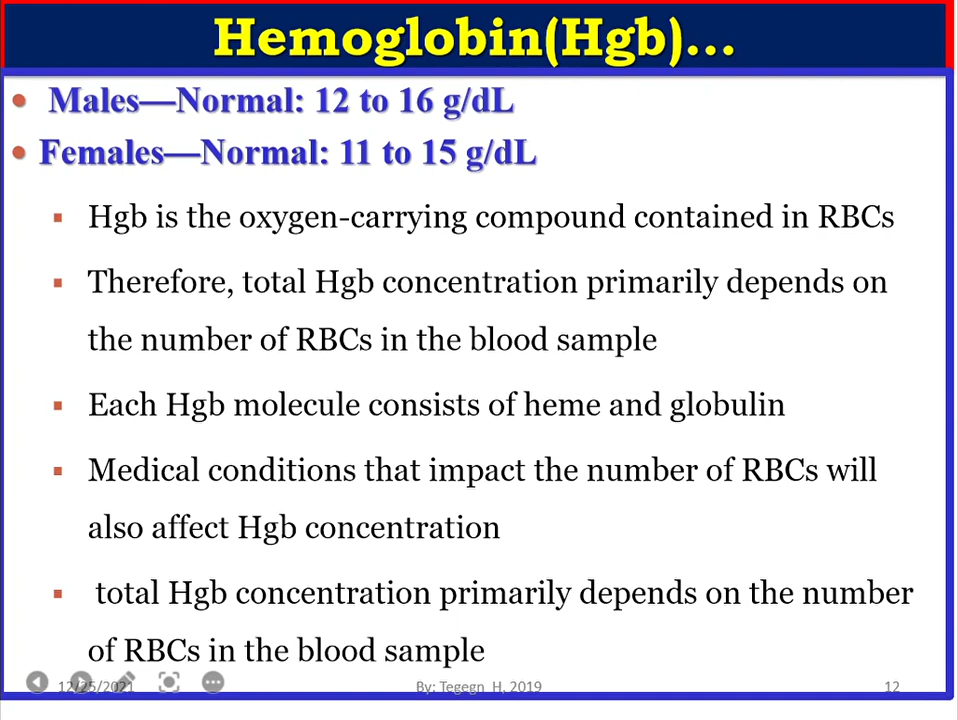 Hemoglobin(Hgb)...
Males—Normal: 12 to 16 g/dL
Females—Normal: 11 to 15 g/dL
Hgb is the oxygen-carrying compound contained in RBCs
Therefore, total Hgb concentration primarily depends on
the number of RBCs in the blood sample
Each Hgb molecule consists of heme and globulin
Medical conditions that impact the number of RBCs will
also affect Hgb concentration
total Hgb concentration primarily depends on the number
of RBCs in the blood sample
12/25/2021 By: Tegegn H, 2019 12